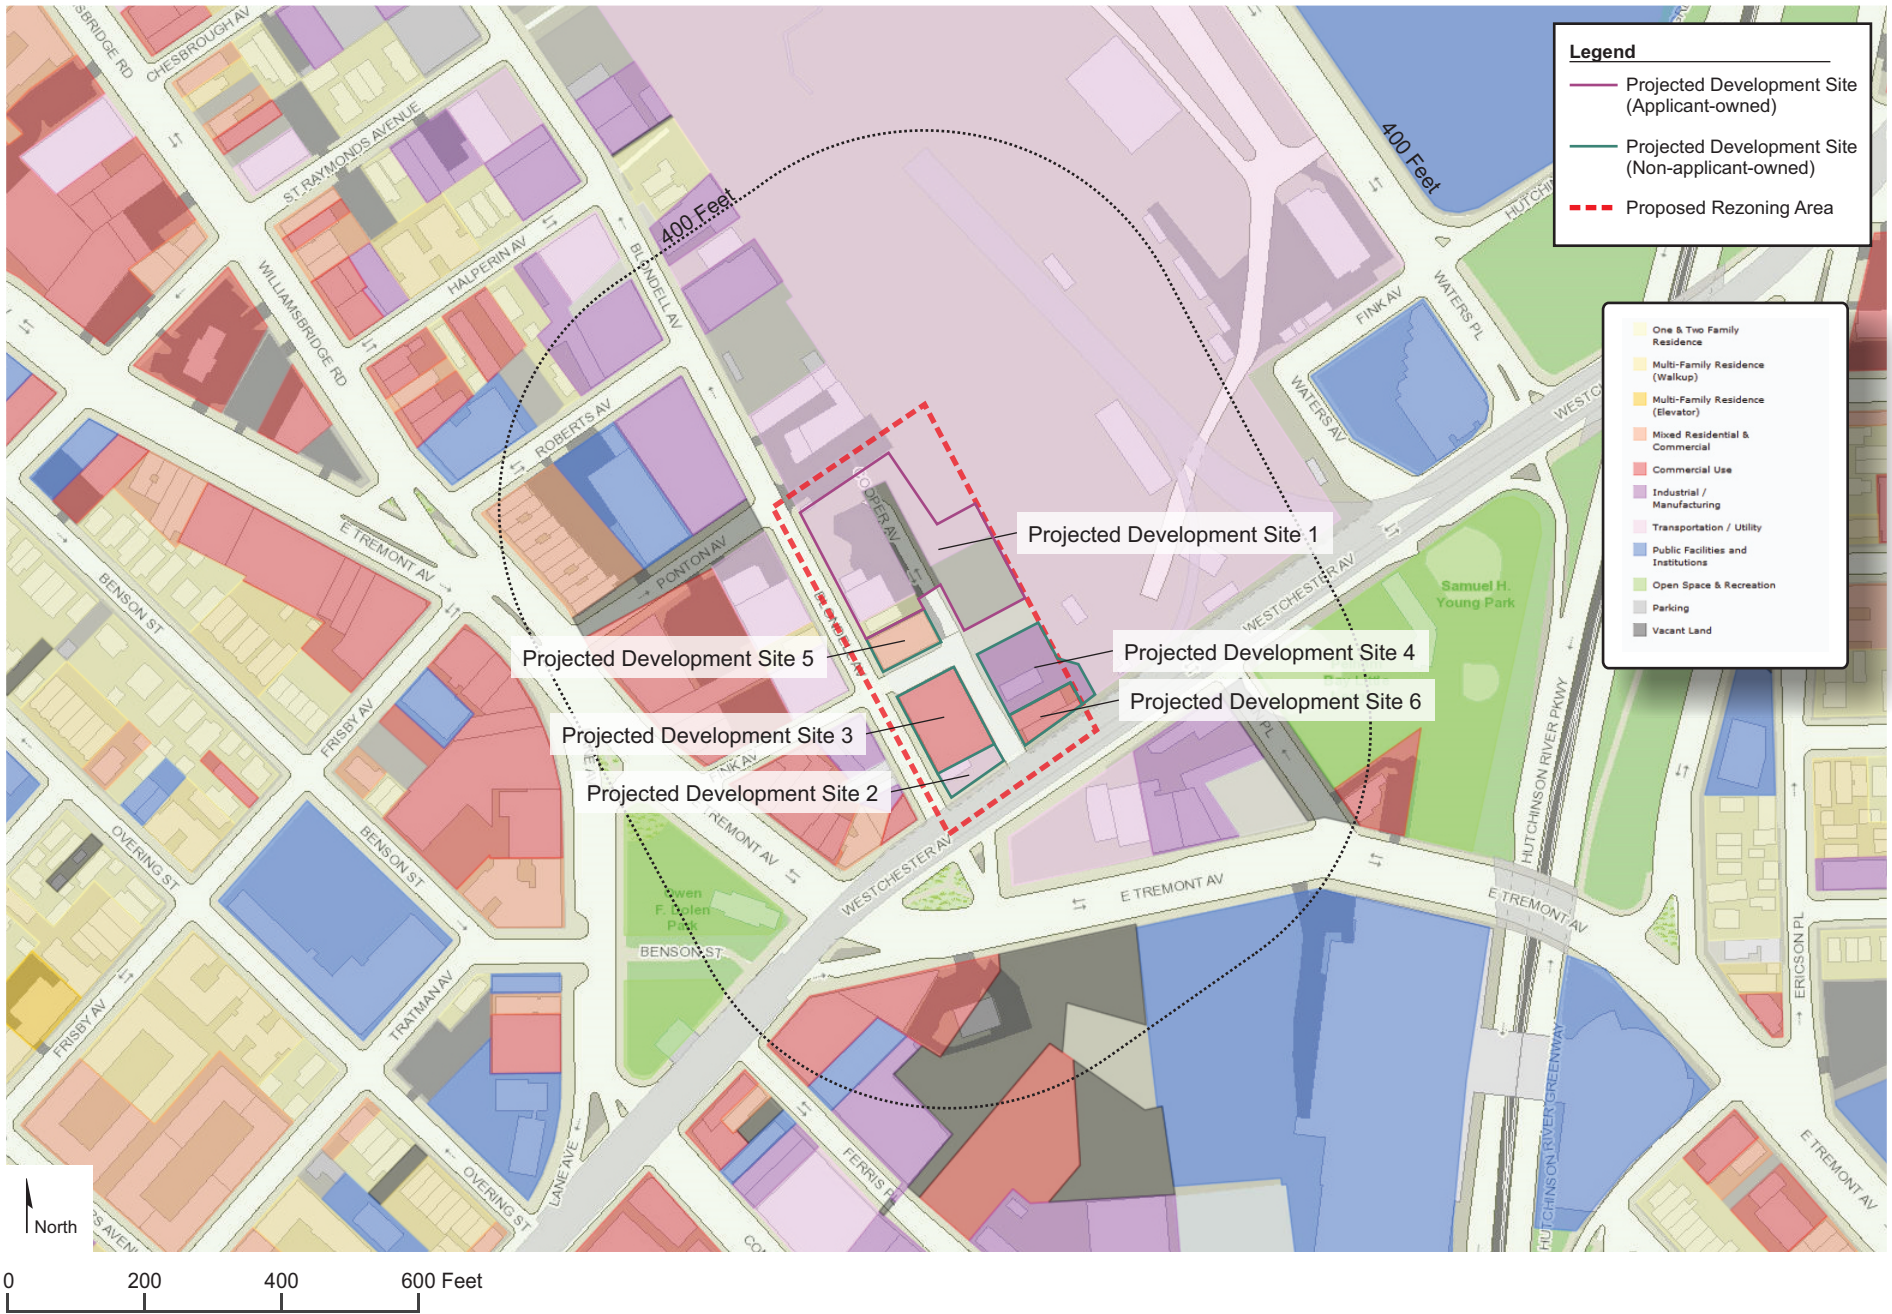 Legend
Projected Development Site
(Applicant-owned)
Projected Development Site
(Non-applicant-owned)
Proposed Rezoning Area
One & Two Family
Residence
Multi-Family Residence
(Walkup)
Multi-Family Residence
(Elevator)
Mixed Residential &
Commercial
Commercial Use
Industrial /
Manufacturing
Transportation / Utility
Public Facilities and
Institutions
Open Space & Recreation
Parking
Vacant Land
CHESBROUGH AV
ST RAYMONDS AVENUE
HALPERIN AV
WILLIAMSBRIDGE RD
BLONDELL AV
400 Feet
400 Feet
ROBERTS AV
PONTON AV
COOPER AV
E TREMONT AV
BENSON ST
FINK AV
WATERS PL
WATERS AV
WESTCHESTER AV
Samuel H.
Young Park
Projected Development Site 1
Projected Development Site 5
Projected Development Site 4
Projected Development Site 6
Projected Development Site 3
Projected Development Site 2
FRISBY AV
OVERING ST
BENSON ST
TREMONT AV
WESTCHESTER AV
E TREMONT AV
E TREMONT AV
HUTCHINSON RIVER PKWY
Owen
F. Dolen
Park
BENSON ST
TRATMAN AV
FRISBY AV
ERICSON PL
HUTCHINSON RIVER GREENWAY
E TREMONT AV
LANE AVE
OVERING ST
FERRIS P
North
0
200
400
600 Feet